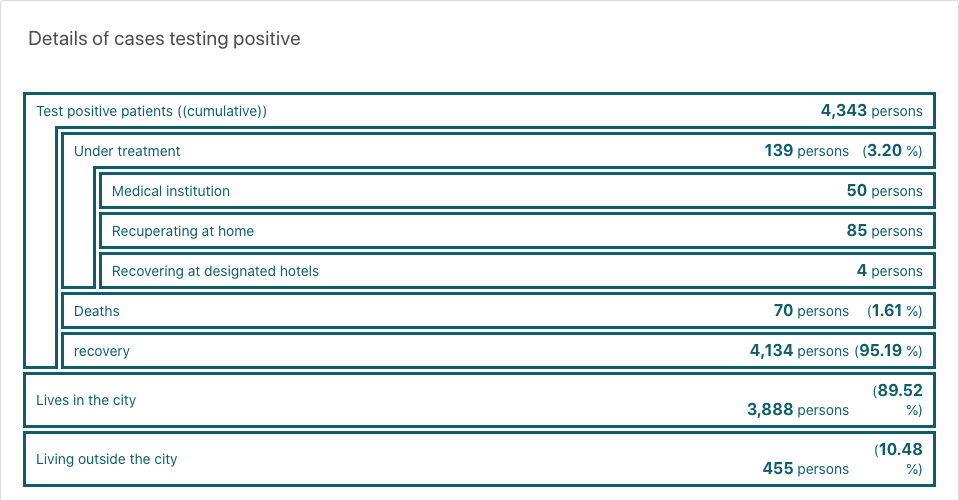 Details of cases testing positive
Test positive patients ((cumulative)) 4,343 persons
Under treatment 139 persons (3.20 %)
Medical institution 50 persons
Recuperating at home 85 persons
Recovering at designated hotels 4 persons
Deaths 70 persons (1.61 %)
recovery 4,134 persons (95.19 %)
Lives in the city 3,888 persons (89.52 %)
Living outside the city 455 persons (10.48 %)